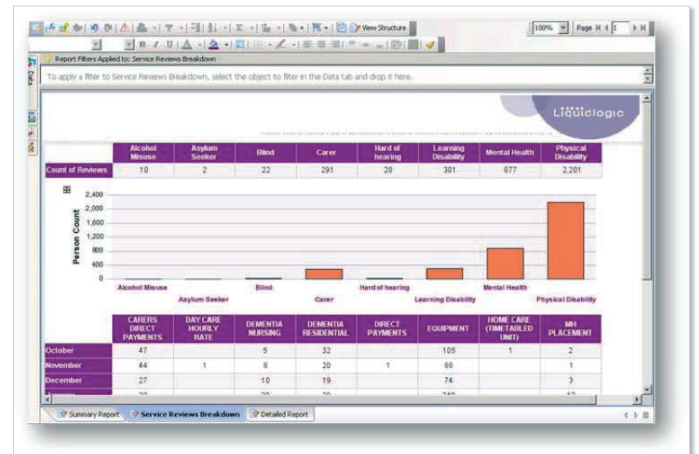 View Structure 100% Page 1
B I U A
Report Filters Applied to: Service Reviews Breakdown
Data
To apply a filter to Service Reviews Breakdown, select the object to filter in the Data tab and drop it here.
Liquidlogic
Alcohol Misuse Asylum Seeker Blind Carer Hard of hearing Learning Disability Mental Health Physical Disability
Count of Reviews 10 2 22 291 20 301 877 2,201
Person Count
2,400
2,000
1,600
1,200
800
400
0
Alcohol Misuse Blind Hard of hearing Mental Health
Asylum Seeker Carer Learning Disability Physical Disability
CARERS DIRECT PAYMENTS DAY CARE HOURLY RATE DEMENTIA NURSING DEMENTIA RESIDENTIAL DIRECT PAYMENTS EQUIPMENT HOME CARE (TIMETABLED UNIT) MH PLACEMENT
October 47 5 32 105 1 2
November 44 1 8 20 1 1
December 27 10 19 74 3
Summary Report Service Reviews Breakdown Detailed Report